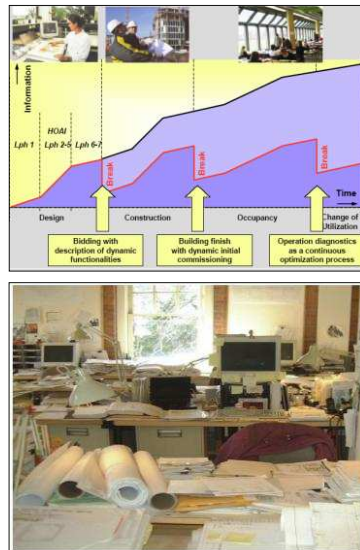 Information
HOAI
Lph 1
Lph 2-5
Lph 6-7
Break
Break
Break
Time
Design
Construction
Occupancy
Change of
Utilization
Bidding with
description of dynamic
functionalities
Building finish
with dynamic initial
commissioning
Operation diagnostics
as a continuous
optimization process